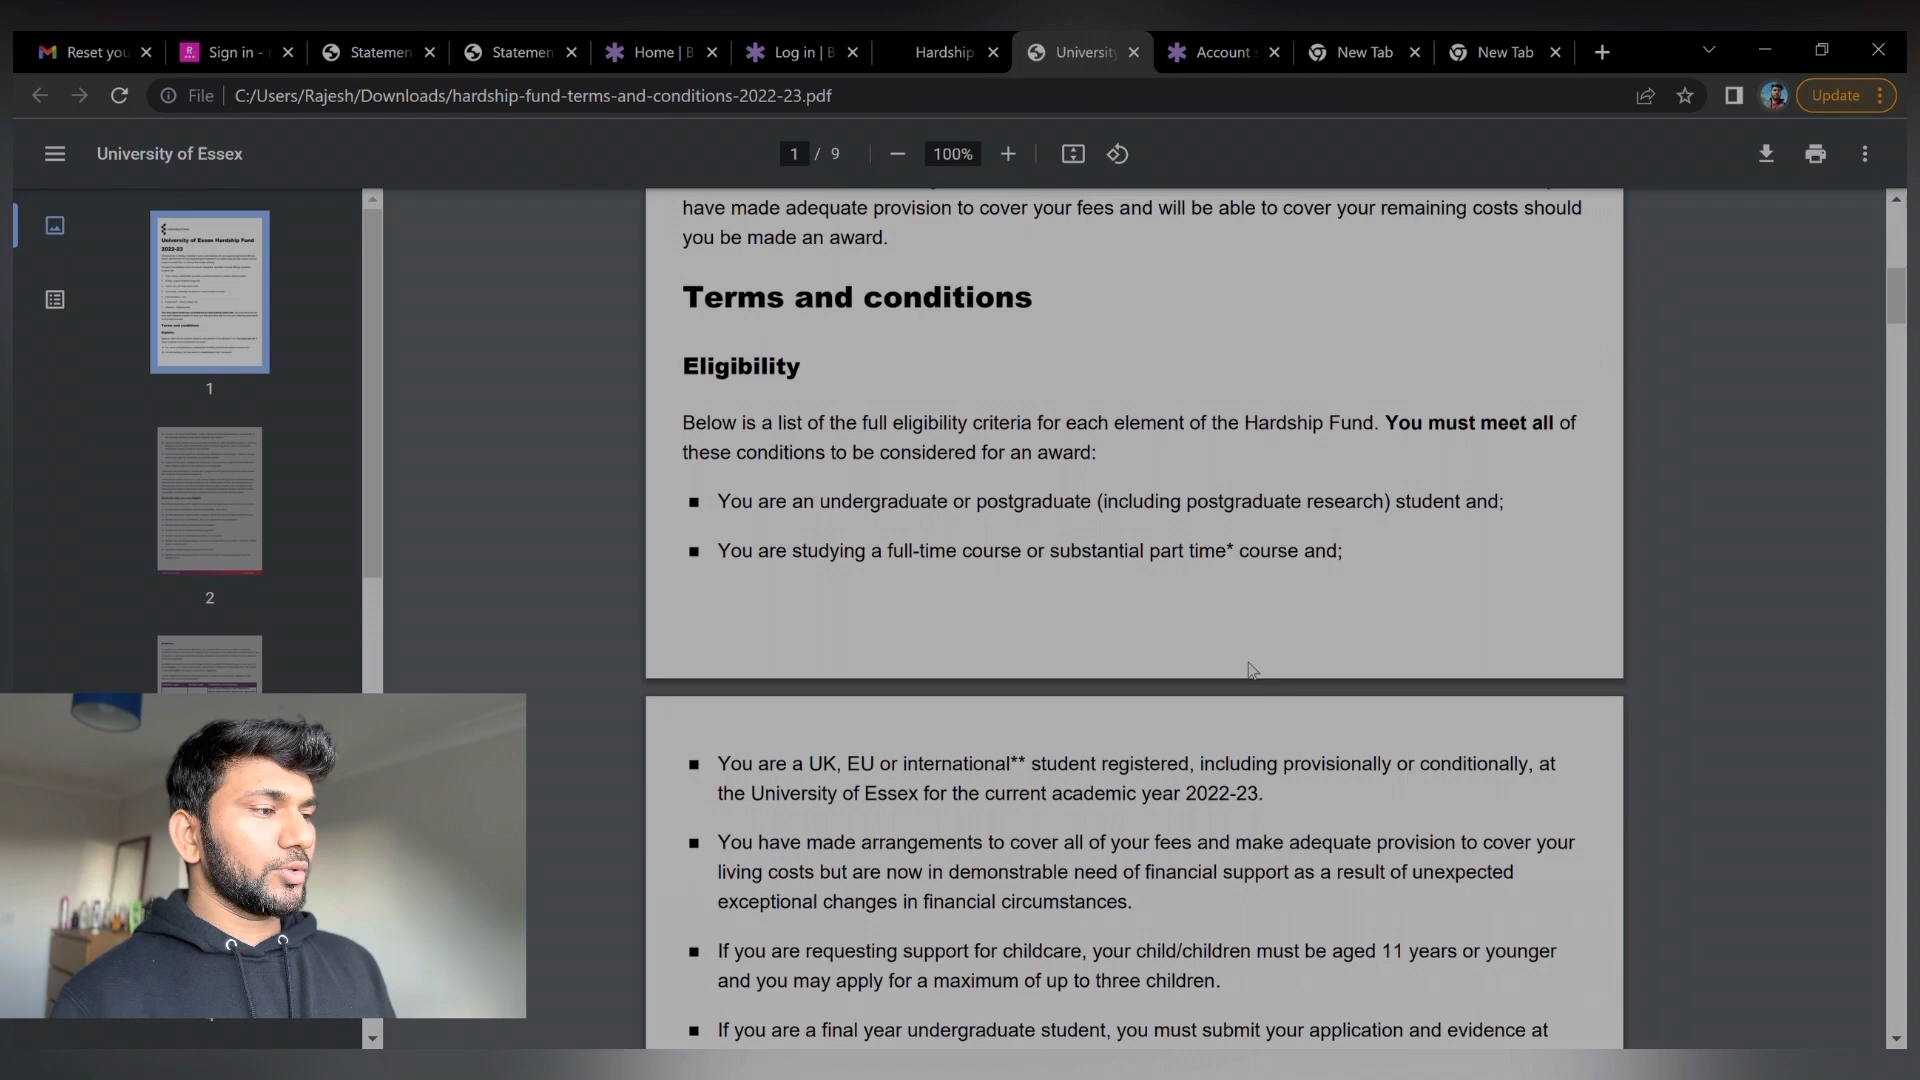 Reset you
Sign in -
Statemen
Statemen
Home | B
Log in | B
Hardship
University
Account
New Tab
New Tab
File
C:/Users/Rajesh/Downloads/hardship-fund-terms-and-conditions-2022-23.pdf
Update
University of Essex
1 / 9
100%
University of Essex Hardship Fund
2022-23
1
2
have made adequate provision to cover your fees and will be able to cover your remaining costs should
you be made an award.
Terms and conditions
Eligibility
Below is a list of the full eligibility criteria for each element of the Hardship Fund. You must meet all of
these conditions to be considered for an award:
■ You are an undergraduate or postgraduate (including postgraduate research) student and;
■ You are studying a full-time course or substantial part time* course and;
■ You are a UK, EU or international** student registered, including provisionally or conditionally, at
the University of Essex for the current academic year 2022-23.
■ You have made arrangements to cover all of your fees and make adequate provision to cover your
living costs but are now in demonstrable need of financial support as a result of unexpected
exceptional changes in financial circumstances.
■ If you are requesting support for childcare, your child/children must be aged 11 years or younger
and you may apply for a maximum of up to three children.
■ If you are a final year undergraduate student, you must submit your application and evidence at